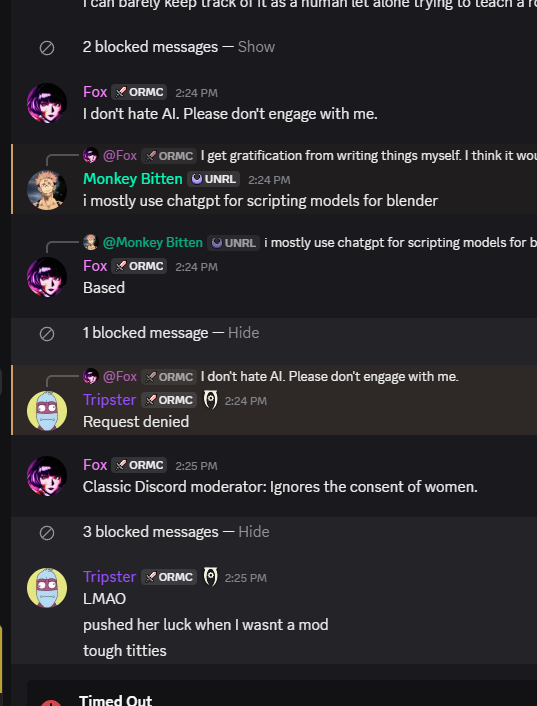 I can barely keep track of it as a human let alone trying to teach a
2 blocked messages — Show
Fox ORMC 2:24 PM
I don't hate AI. Please don't engage with me.
@Fox ORMC I get gratification from writing things myself. I think it
Monkey Bitten UNRL 2:24 PM
i mostly use chatgpt for scripting models for blender
@Monkey Bitten UNRL i mostly use chatgpt for scripting models for
Fox ORMC 2:24 PM
Based
1 blocked message — Hide
@Fox ORMC I don't hate AI. Please don't engage with me.
Tripster ORMC 2:24 PM
Request denied
Fox ORMC 2:25 PM
Classic Discord moderator: Ignores the consent of women.
3 blocked messages — Hide
Tripster ORMC 2:25 PM
LMAO
pushed her luck when I wasnt a mod
tough titties
Timed Out